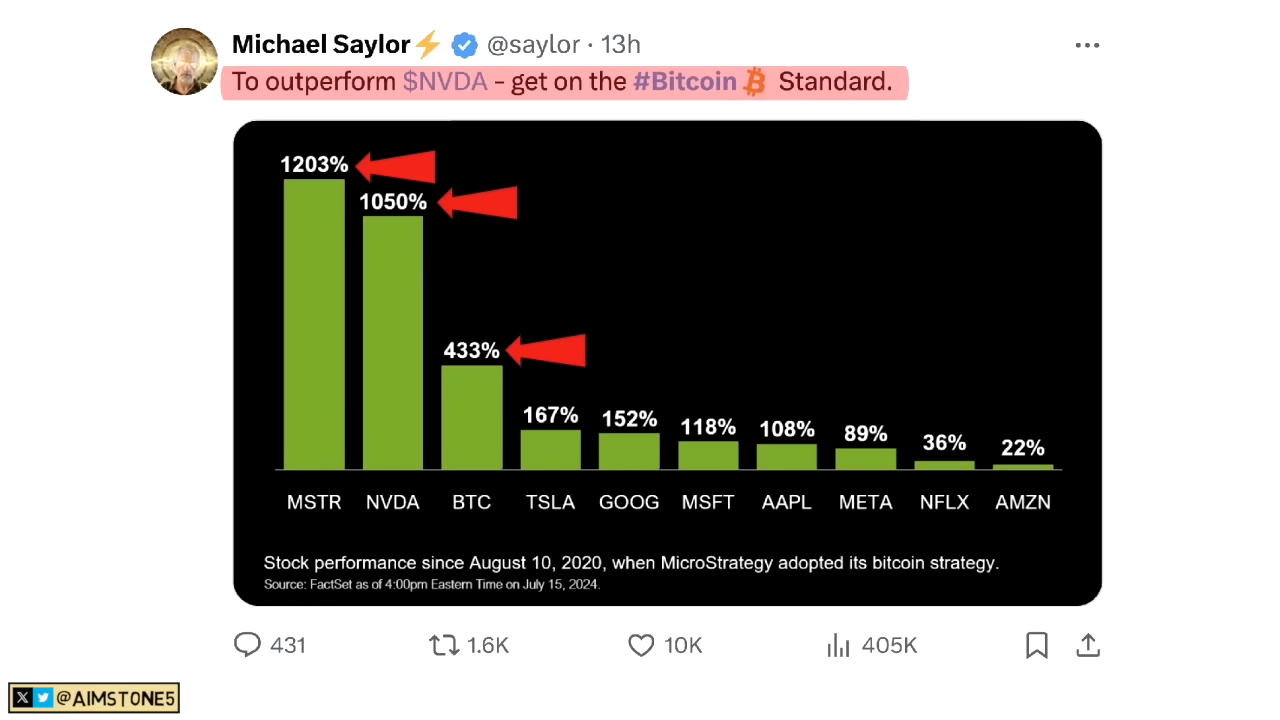 Michael Saylor⚡ @saylor · 13h
To outperform $NVDA - get on the #Bitcoin Standard.
1203%
1050%
433%
167%
152%
118%
108%
89%
36%
22%
MSTR NVDA BTC TSLA GOOG MSFT AAPL META NFLX AMZN
Stock performance since August 10, 2020, when MicroStrategy adopted its bitcoin strategy.
Source: FactSet as of 4:00pm Eastern Time on July 15, 2024.
431 1.6K 10K 405K
@AIMSTONE5